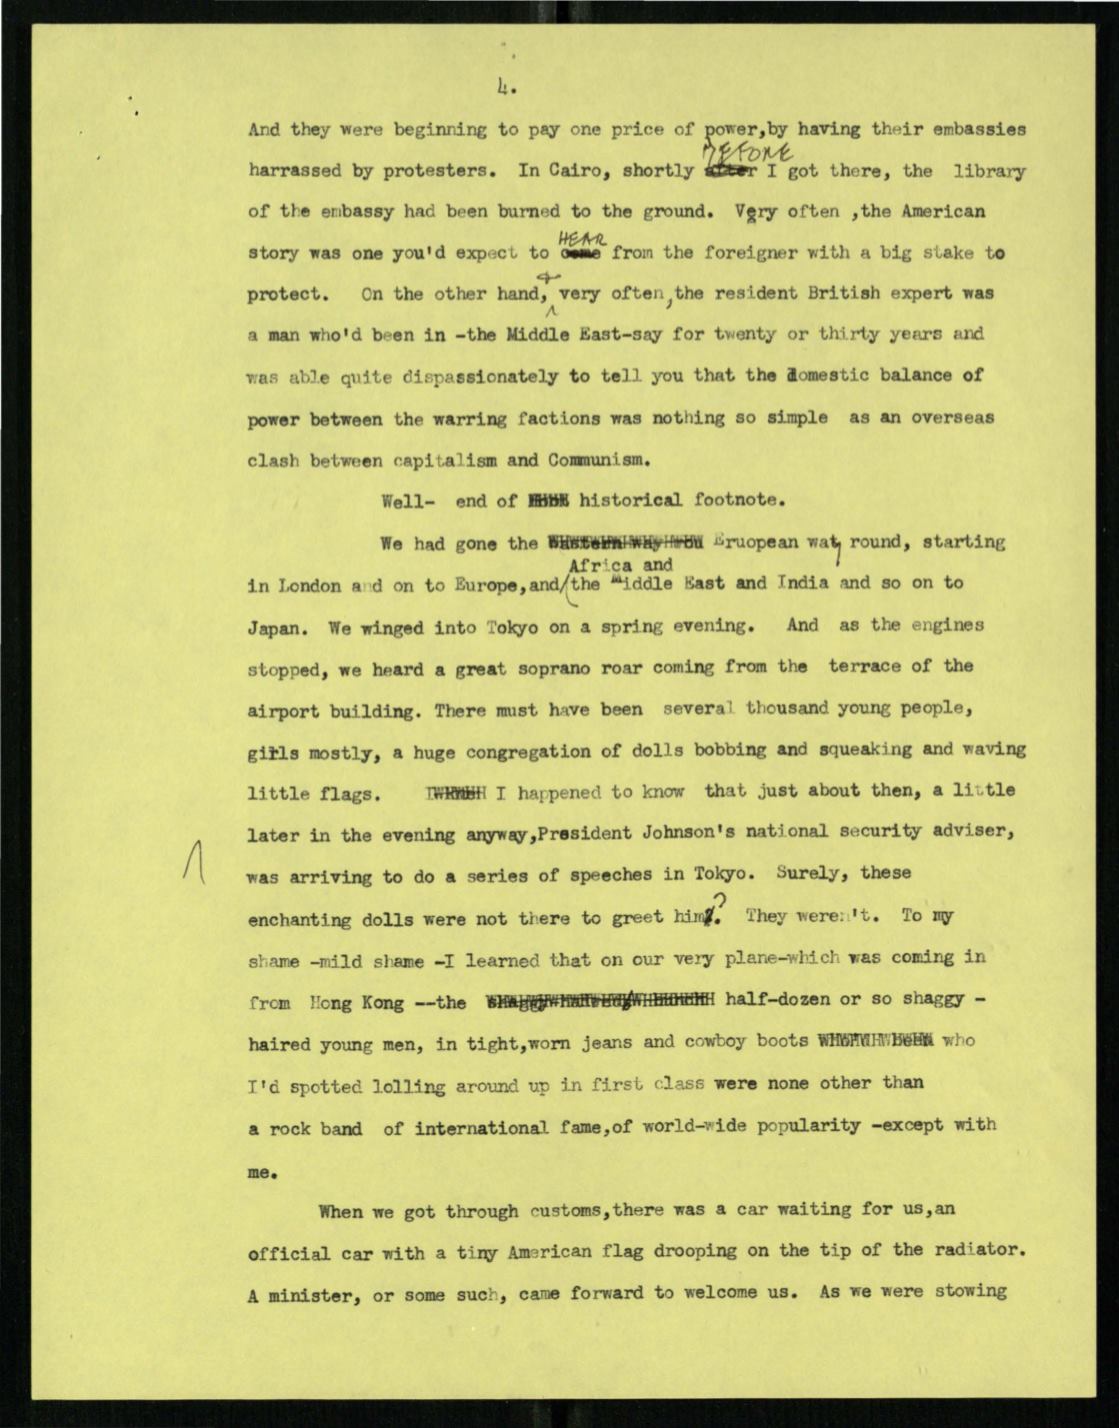 4.
And they were beginning to pay one price of power,by having their embassies
BEFORE
harrassed by protesters. In Cairo, shortly after I got there, the library
of the embassy had been burned to the ground. Very often ,the American
HEAR
story was one you'd expect to come from the foreigner with a big stake to
protect. On the other hand, + very often,the resident British expert was
a man who'd been in -the Middle East-say for twenty or thirty years and
was able quite dispassionately to tell you that the domestic balance of
power between the warring factions was nothing so simple as an overseas
clash between capitalism and Communism.
Well- end of historical footnote.
We had gone the Eruopean way round, starting
Africa and
in London and on to Europe,and/the Middle East and India and so on to
Japan. We winged into Tokyo on a spring evening. And as the engines
stopped, we heard a great soprano roar coming from the terrace of the
airport building. There must have been several thousand young people,
girls mostly, a huge congregation of dolls bobbing and squeaking and waving
little flags. I happened to know that just about then, a little
later in the evening anyway,President Johnson's national security adviser,
was arriving to do a series of speeches in Tokyo. Surely, these
enchanting dolls were not there to greet him? They weren't. To my
shame -mild shame -I learned that on our very plane-which was coming in
from Hong Kong --the half-dozen or so shaggy -
haired young men, in tight,worn jeans and cowboy boots who
I'd spotted lolling around up in first class were none other than
a rock band of international fame,of world-wide popularity -except with
me.
When we got through customs,there was a car waiting for us,an
official car with a tiny American flag drooping on the tip of the radiator.
A minister, or some such, came forward to welcome us. As we were stowing